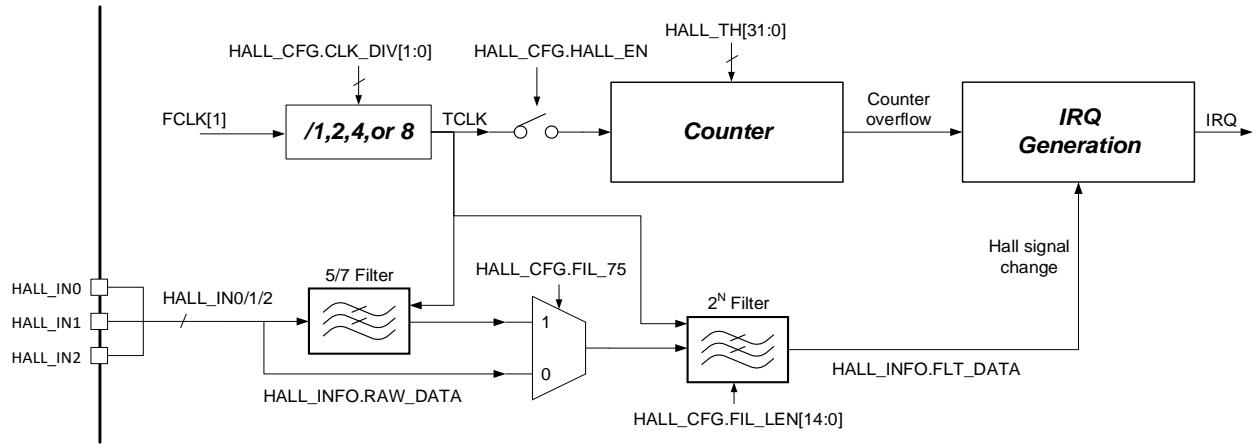 HALL_CFG.CLK_DIV[1:0]
HALL_CFG.HALL_EN
HALL_TH[31:0]
FCLK[1]
/1,2,4,or 8
TCLK
Counter
Counter
overflow
IRQ
Generation
IRQ
Hall signal
change
HALL_IN0
HALL_IN1
HALL_IN2
HALL_IN0/1/2
5/7 Filter
HALL_CFG.FIL_75
1
0
2^N Filter
HALL_INFO.RAW_DATA
HALL_INFO.FLT_DATA
HALL_CFG.FIL_LEN[14:0]